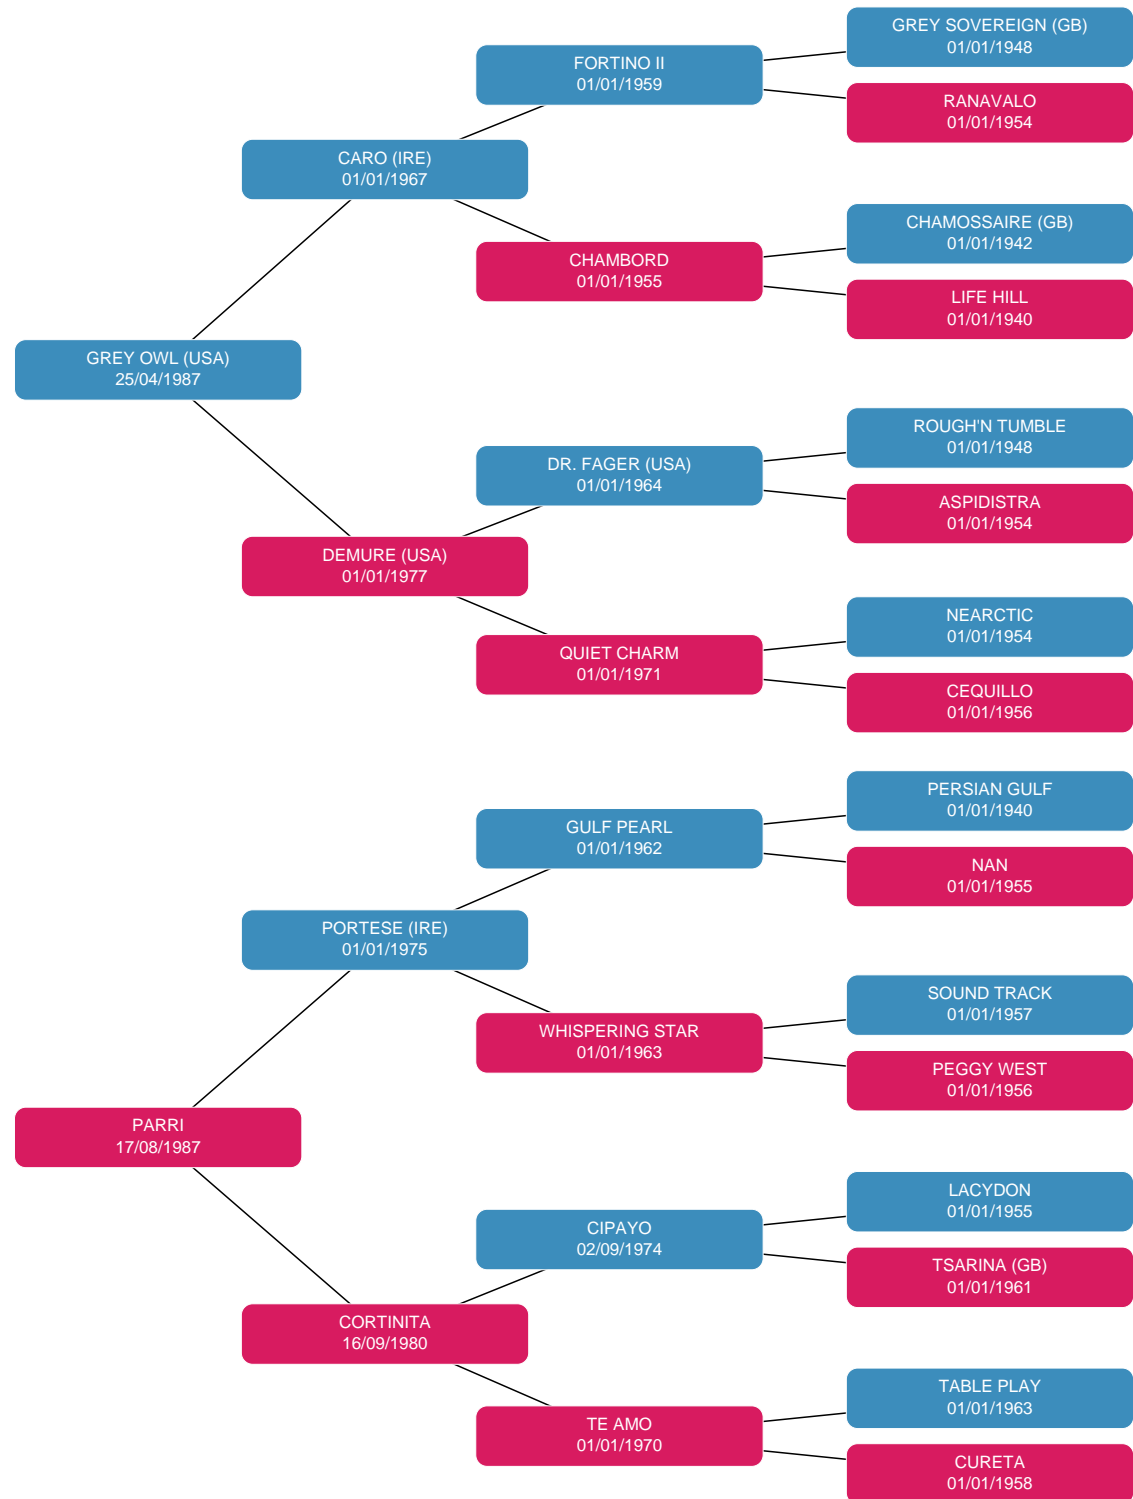 GREY SOVEREIGN (GB)
01/01/1948
FORTINO II
01/01/1959
RANAVALO
01/01/1954
CARO (IRE)
01/01/1967
CHAMOSSAIRE (GB)
01/01/1942
CHAMBORD
01/01/1955
LIFE HILL
01/01/1940
GREY OWL (USA)
25/04/1987
ROUGH'N TUMBLE
01/01/1948
DR. FAGER (USA)
01/01/1964
ASPIDISTRA
01/01/1954
DEMURE (USA)
01/01/1977
NEARCTIC
01/01/1954
QUIET CHARM
01/01/1971
CEQUILLO
01/01/1956
PERSIAN GULF
01/01/1940
GULF PEARL
01/01/1962
NAN
01/01/1955
PORTESE (IRE)
01/01/1975
SOUND TRACK
01/01/1957
WHISPERING STAR
01/01/1963
PEGGY WEST
01/01/1956
PARRI
17/08/1987
LACYDON
01/01/1955
CIPAYO
02/09/1974
TSARINA (GB)
01/01/1961
CORTINITA
16/09/1980
TABLE PLAY
01/01/1963
TE AMO
01/01/1970
CURETA
01/01/1958